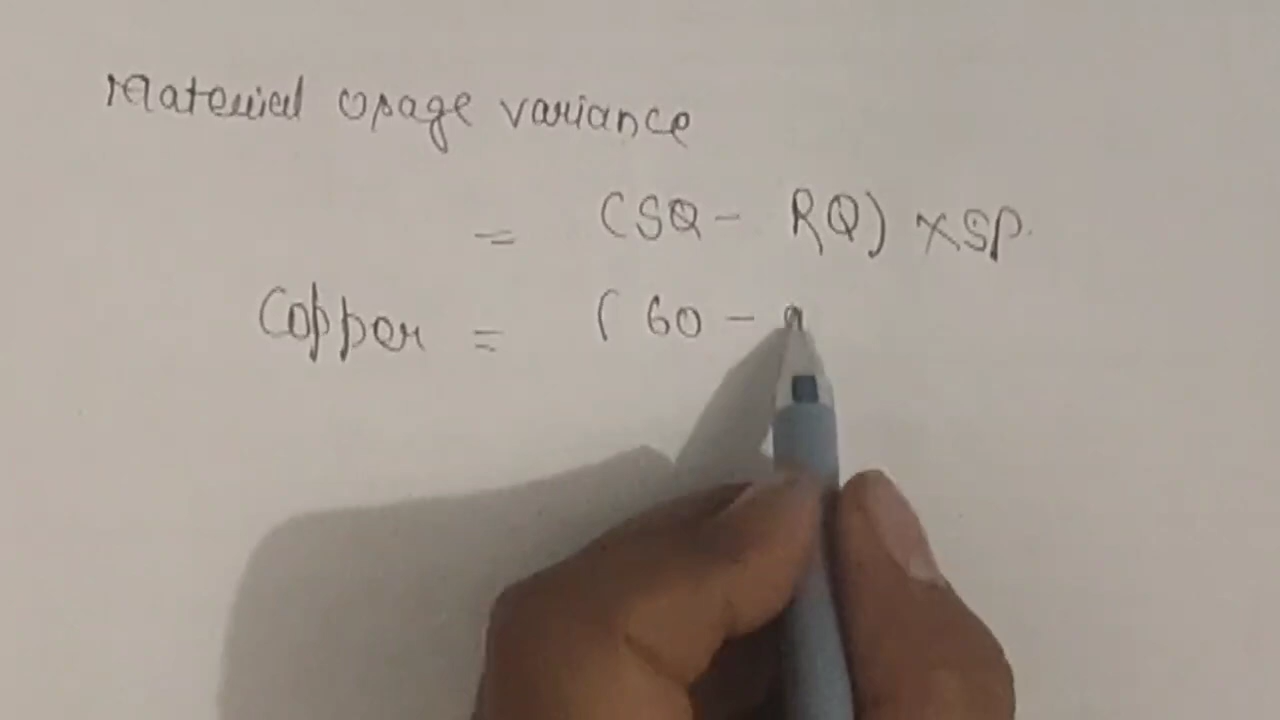 Material usage variance
= (SQ - RQ) × SP.
Copper = ( 60 -